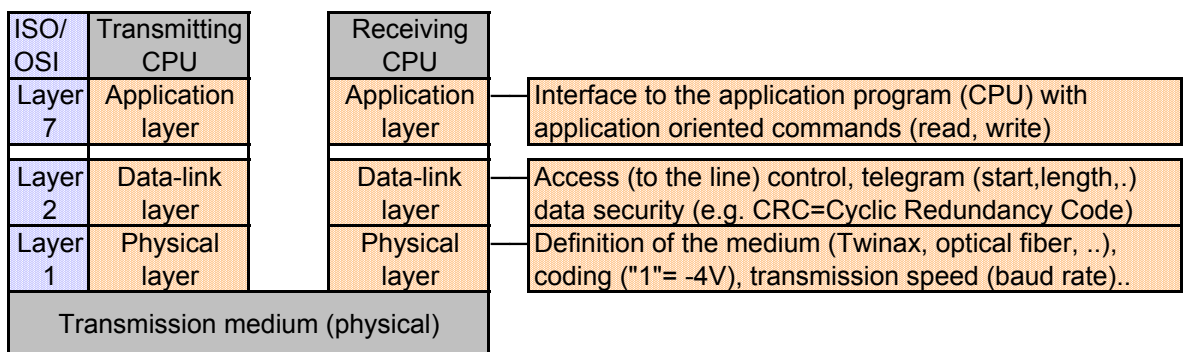 ISO/ Transmitting Receiving
OSI CPU CPU
Layer Application Application Interface to the application program (CPU) with
7 layer layer application oriented commands (read, write)
Layer Data-link Data-link Access (to the line) control, telegram (start,length,.)
2 layer layer data security (e.g. CRC=Cyclic Redundancy Code)
Layer Physical Physical Definition of the medium (Twinax, optical fiber, ..),
1 layer layer coding ("1"= -4V), transmission speed (baud rate)..
Transmission medium (physical)